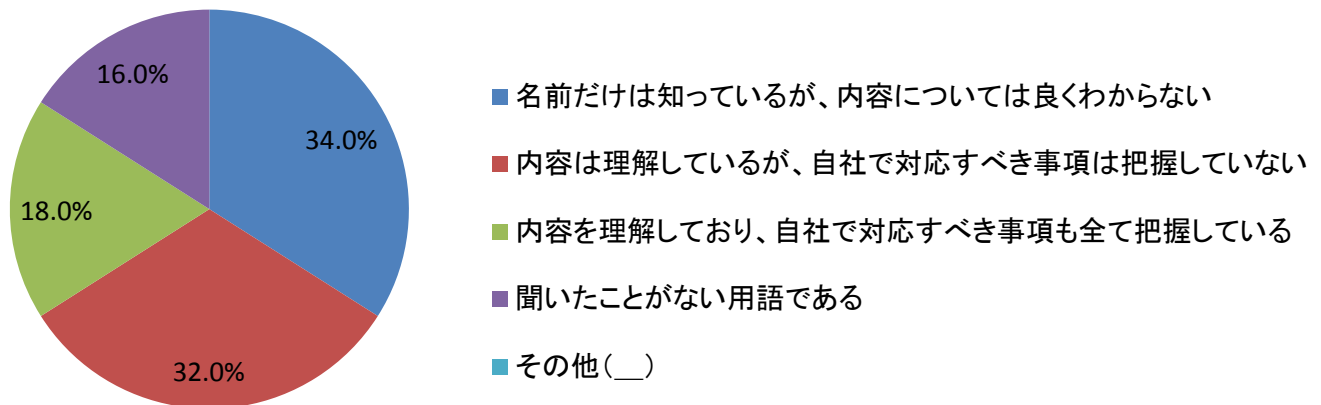 16.0%
34.0%
18.0%
32.0%
名前だけは知っているが、内容については良くわからない
内容は理解しているが、自社で対応すべき事項は把握していない
内容を理解しており、自社で対応すべき事項も全て把握している
聞いたことがない用語である
その他(__)